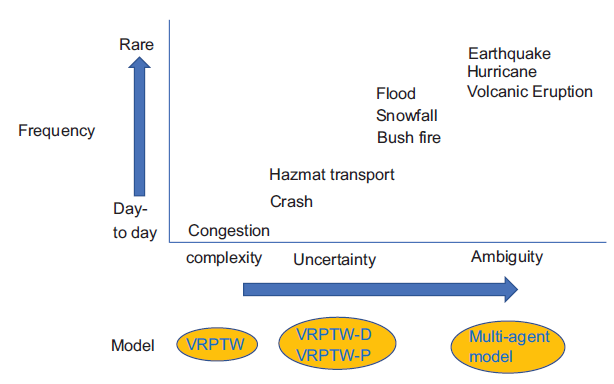 Rare
Earthquake
Hurricane
Volcanic Eruption
Flood
Snowfall
Bush fire
Frequency
Hazmat transport
Crash
Day-
to day
Congestion
complexity
Uncertainty
Ambiguity
Model
VRPTW
VRPTW-D
VRPTW-P
Multi-agent
model